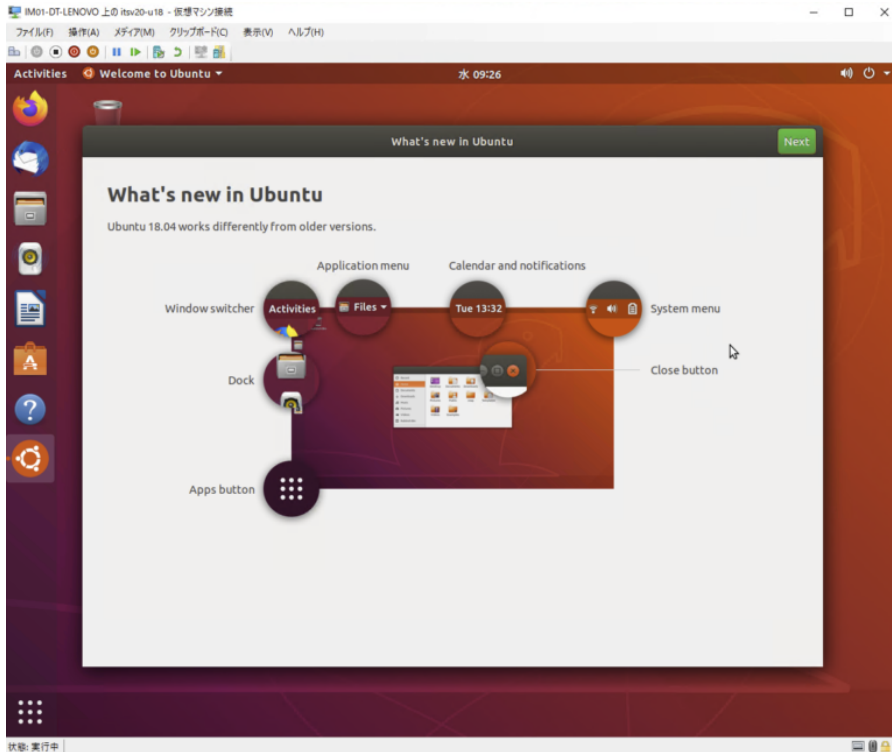 IM01-DT-LENOVO 上の itsv20-u18 - 仮想マシン接続
ファイル(F) 操作(A) メディア(M) クリップボード(C) 表示(V) ヘルプ(H)
Activities Welcome to Ubuntu 水 09:26
What's new in Ubuntu Next
What's new in Ubuntu
Ubuntu 18.04 works differently from older versions.
Application menu Calendar and notifications
Window switcher Activities Files Tue 13:32 System menu
Close button
Dock
Apps button
状態: 実行中